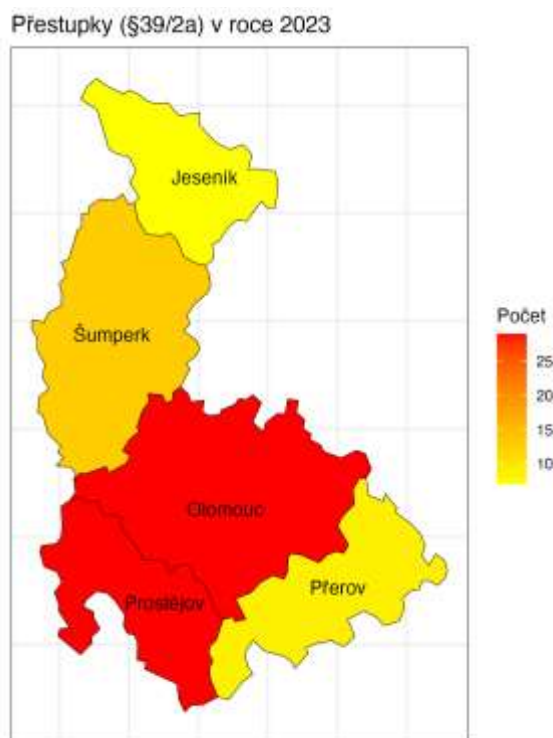 Přestupky (§39/2a) v roce 2023
Jeseník
Šumperk
Olomouc
Prostějov
Přerov
Počet
25
20
15
10